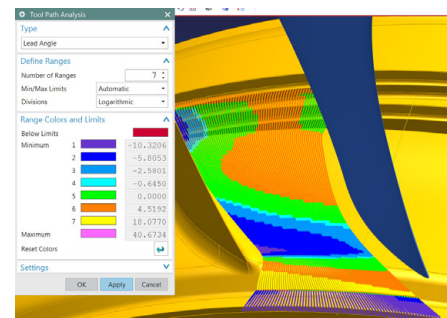 Tool Path Analysis
Type
Lead Angle
Define Ranges
Number of Ranges 7
Min/Max Limits Automatic
Divisions Logarithmic
Range Colors and Limits
Below Limits
Minimum 1 -10.3206
2 -5.8053
3 -2.5801
4 -0.6450
5 0.0000
6 4.5192
7 18.0770
Maximum 40.6734
Reset Colors
Settings
OK Apply Cancel